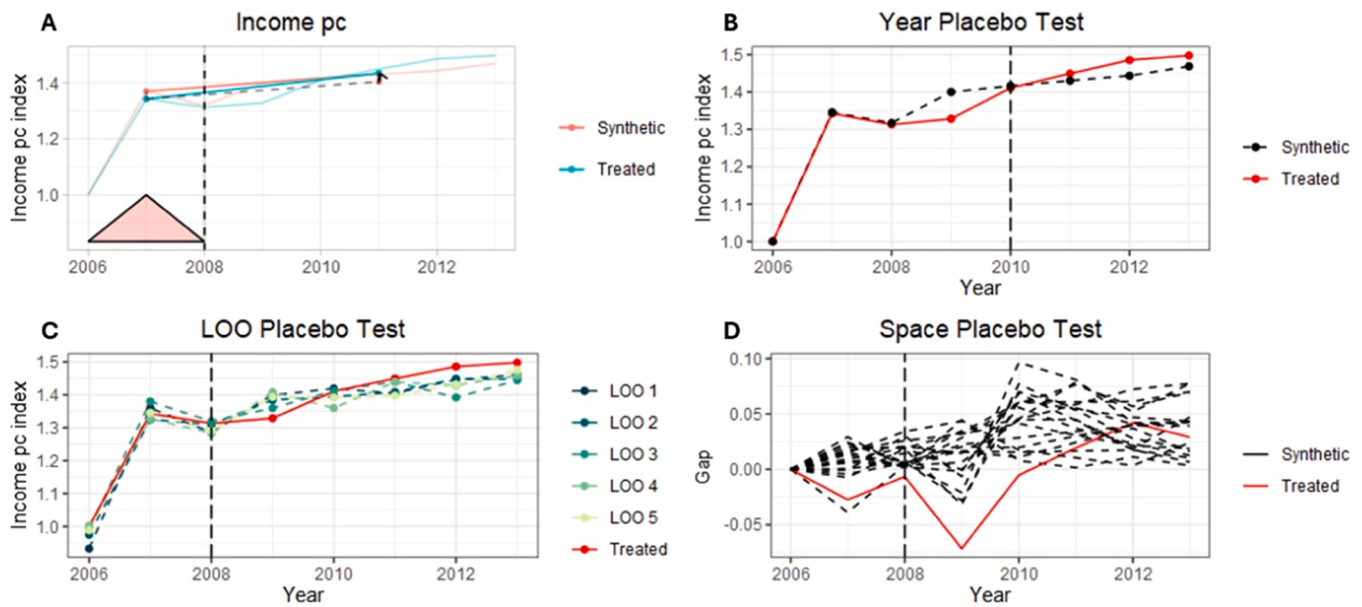 A
Income pc
Income pc index
1.4
1.2
1.0
2006
2008
2010
2012
Synthetic
Treated
B
Year Placebo Test
Income pc index
1.5
1.4
1.3
1.2
1.1
1.0
2006
2008
2010
2012
Year
Synthetic
Treated
C
LOO Placebo Test
Income pc index
1.5
1.4
1.3
1.2
1.1
1.0
2006
2008
2010
2012
Year
LOO 1
LOO 2
LOO 3
LOO 4
LOO 5
Treated
D
Space Placebo Test
Gap
0.10
0.05
0.00
-0.05
2006
2008
2010
2012
Year
Synthetic
Treated